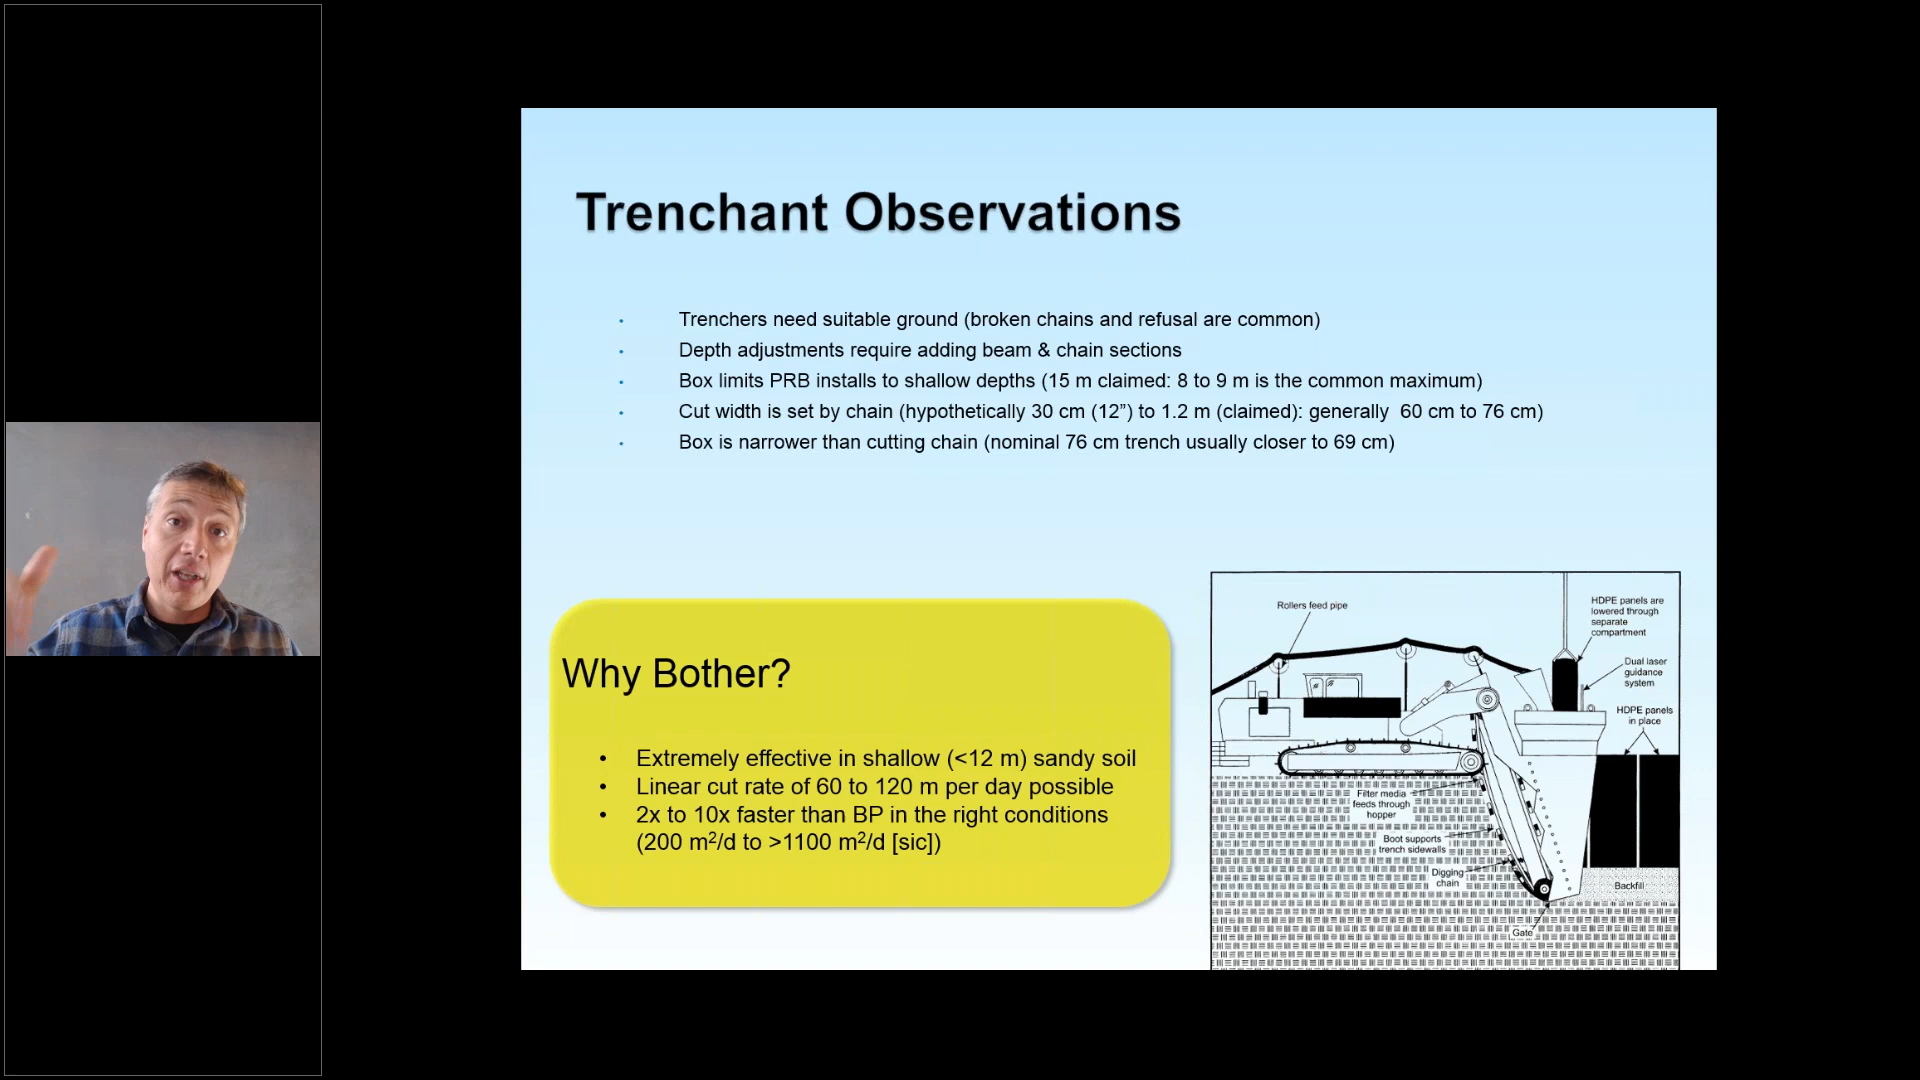 Trenchant Observations
• Trenchers need suitable ground (broken chains and refusal are common)
• Depth adjustments require adding beam & chain sections
• Box limits PRB installs to shallow depths (15 m claimed: 8 to 9 m is the common maximum)
• Cut width is set by chain (hypothetically 30 cm (12”) to 1.2 m (claimed): generally  60 cm to 76 cm)
• Box is narrower than cutting chain (nominal 76 cm trench usually closer to 69 cm)
Why Bother?
• Extremely effective in shallow (<12 m) sandy soil
• Linear cut rate of 60 to 120 m per day possible
• 2x to 10x faster than BP in the right conditions
(200 m²/d to >1100 m²/d [sic])
Rollers feed pipe
HDPE panels are
lowered through
separate
compartment
Dual laser
guidance
system
HDPE panels
in place
Filter media
feeds through
hopper
Boot supports
trench sidewalls
Digging
chain
Backfill
Gate